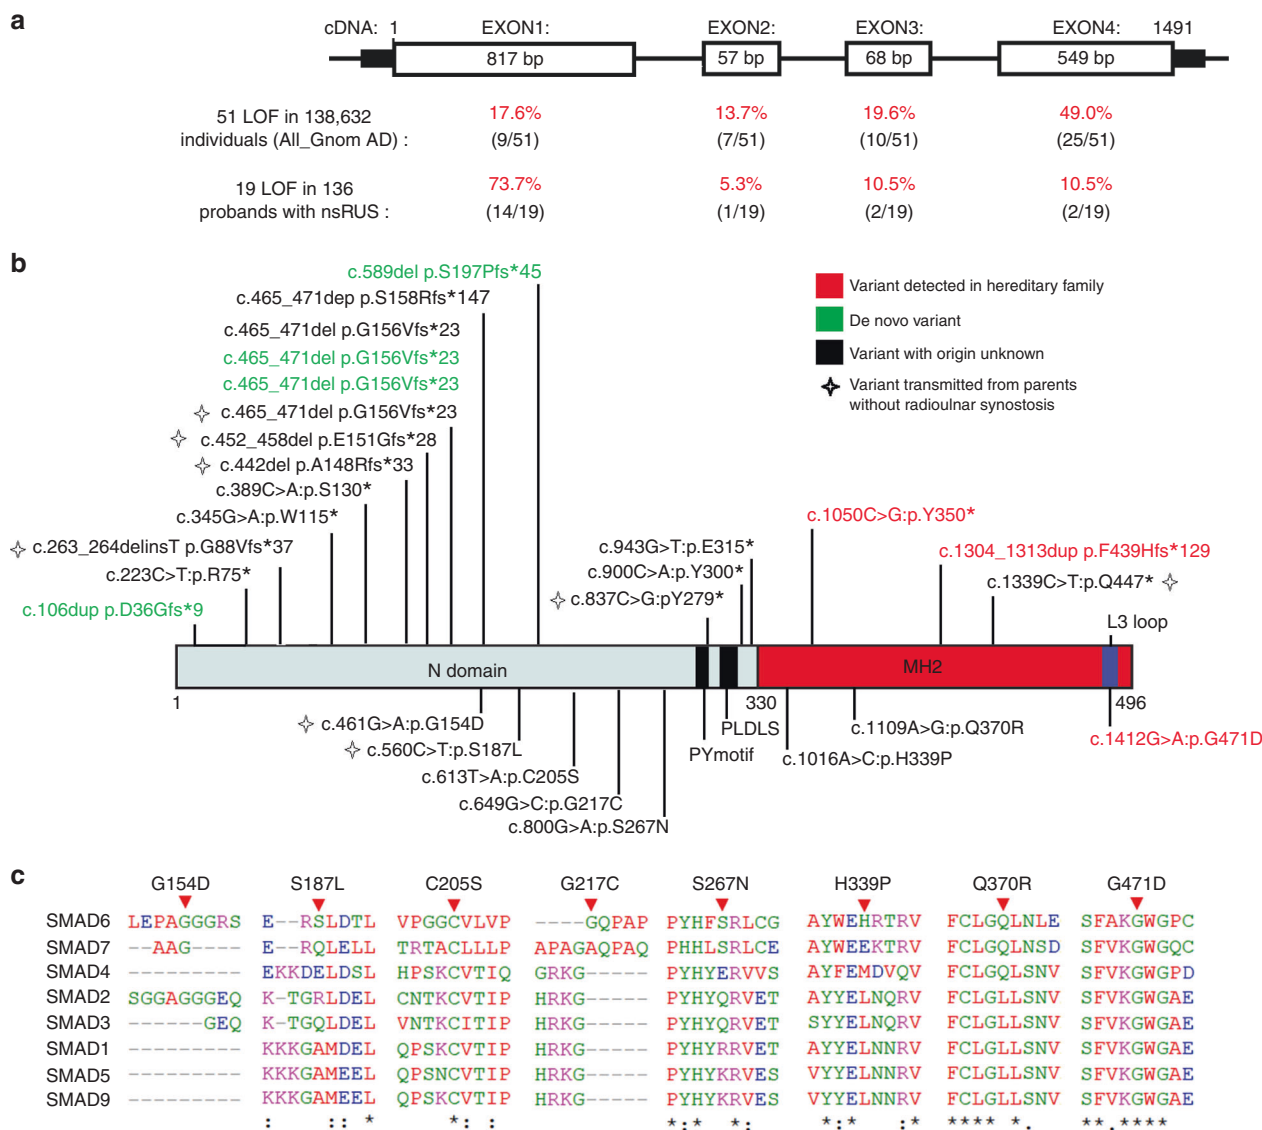 a
cDNA: 1 EXON1: EXON2: EXON3: EXON4: 1491
817 bp 57 bp 68 bp 549 bp
51 LOF in 138,632 individuals (All_Gnom AD) :
17.6% 13.7% 19.6% 49.0%
(9/51) (7/51) (10/51) (25/51)
19 LOF in 136 probands with nsRUS :
73.7% 5.3% 10.5% 10.5%
(14/19) (1/19) (2/19) (2/19)
b
c.589del p.S197Pfs*45
c.465_471dep p.S158Rfs*147
c.465_471del p.G156Vfs*23
c.465_471del p.G156Vfs*23
c.465_471del p.G156Vfs*23
c.465_471del p.G156Vfs*23
c.452_458del p.E151Gfs*28
c.442del p.A148Rfs*33
c.389C>A:p.S130*
c.345G>A:p.W115*
c.263_264delinsT p.G88Vfs*37
c.223C>T:p.R75*
c.106dup p.D36Gfs*9
Variant detected in hereditary family
De novo variant
Variant with origin unknown
Variant transmitted from parents
without radioulnar synostosis
c.943G>T:p.E315*
c.900C>A:p.Y300*
c.837C>G:pY279*
c.1050C>G:p.Y350*
c.1304_1313dup p.F439Hfs*129
c.1339C>T:p.Q447*
L3 loop
N domain MH2
1 330 496
c.461G>A:p.G154D
c.560C>T:p.S187L
c.613T>A:p.C205S
c.649G>C:p.G217C
c.800G>A:p.S267N
PYmotif
PLDLS
c.1016A>C:p.H339P
c.1109A>G:p.Q370R
c.1412G>A:p.G471D
c
G154D S187L C205S G217C S267N H339P Q370R G471D
SMAD6 LEPAGGGRS E--RSLDTL VPGGCVLVP ----GQPAP PYHFSRLCG AYWEHRTRV FCLGQLNLE SFAKGWGPC
SMAD7 --AAG---- E--RQLELL TRTACLLLP APAGAQPAQ PHHLSRLCE AYWEEKTRV FCLGQLNSD SFVKGWGQC
SMAD4 --------- EKKDELDSL HPSKCVTIQ GRKG----- PYHYERVVS AYFEMDVQV FCLGQLSNV SFVKGWGPD
SMAD2 SGGAGGGEQ K-TGRLDEL CNTKCVTIP HRKG----- PYHYQRVET AYYELNQRV FCLGLLSNV SFVKGWGAE
SMAD3 ------GEQ K-TGQLDEL VNTKCITIP HRKG----- PYHYQRVET SYYELNQRV FCLGLLSNV SFVKGWGAE
SMAD1 --------- KKKGAMDEL QPSKCVTIP HRKG----- PYHYRRVET AYYELNNRV FCLGLLSNV SFVKGWGAE
SMAD5 --------- KKKGAMEEL QPSNCVTIP HRKG----- PYHYKRVES VYYELNNRV FCLGLLSNV SFVKGWGAE
SMAD9 --------- KKKGAMEEL QPSKCVTIP HRKG----- PYHYKRVES VYYELNNRV FCLGLLSNV SFVKGWGAE
: :: * *: : *:* *: *:* :* **** *. **.****